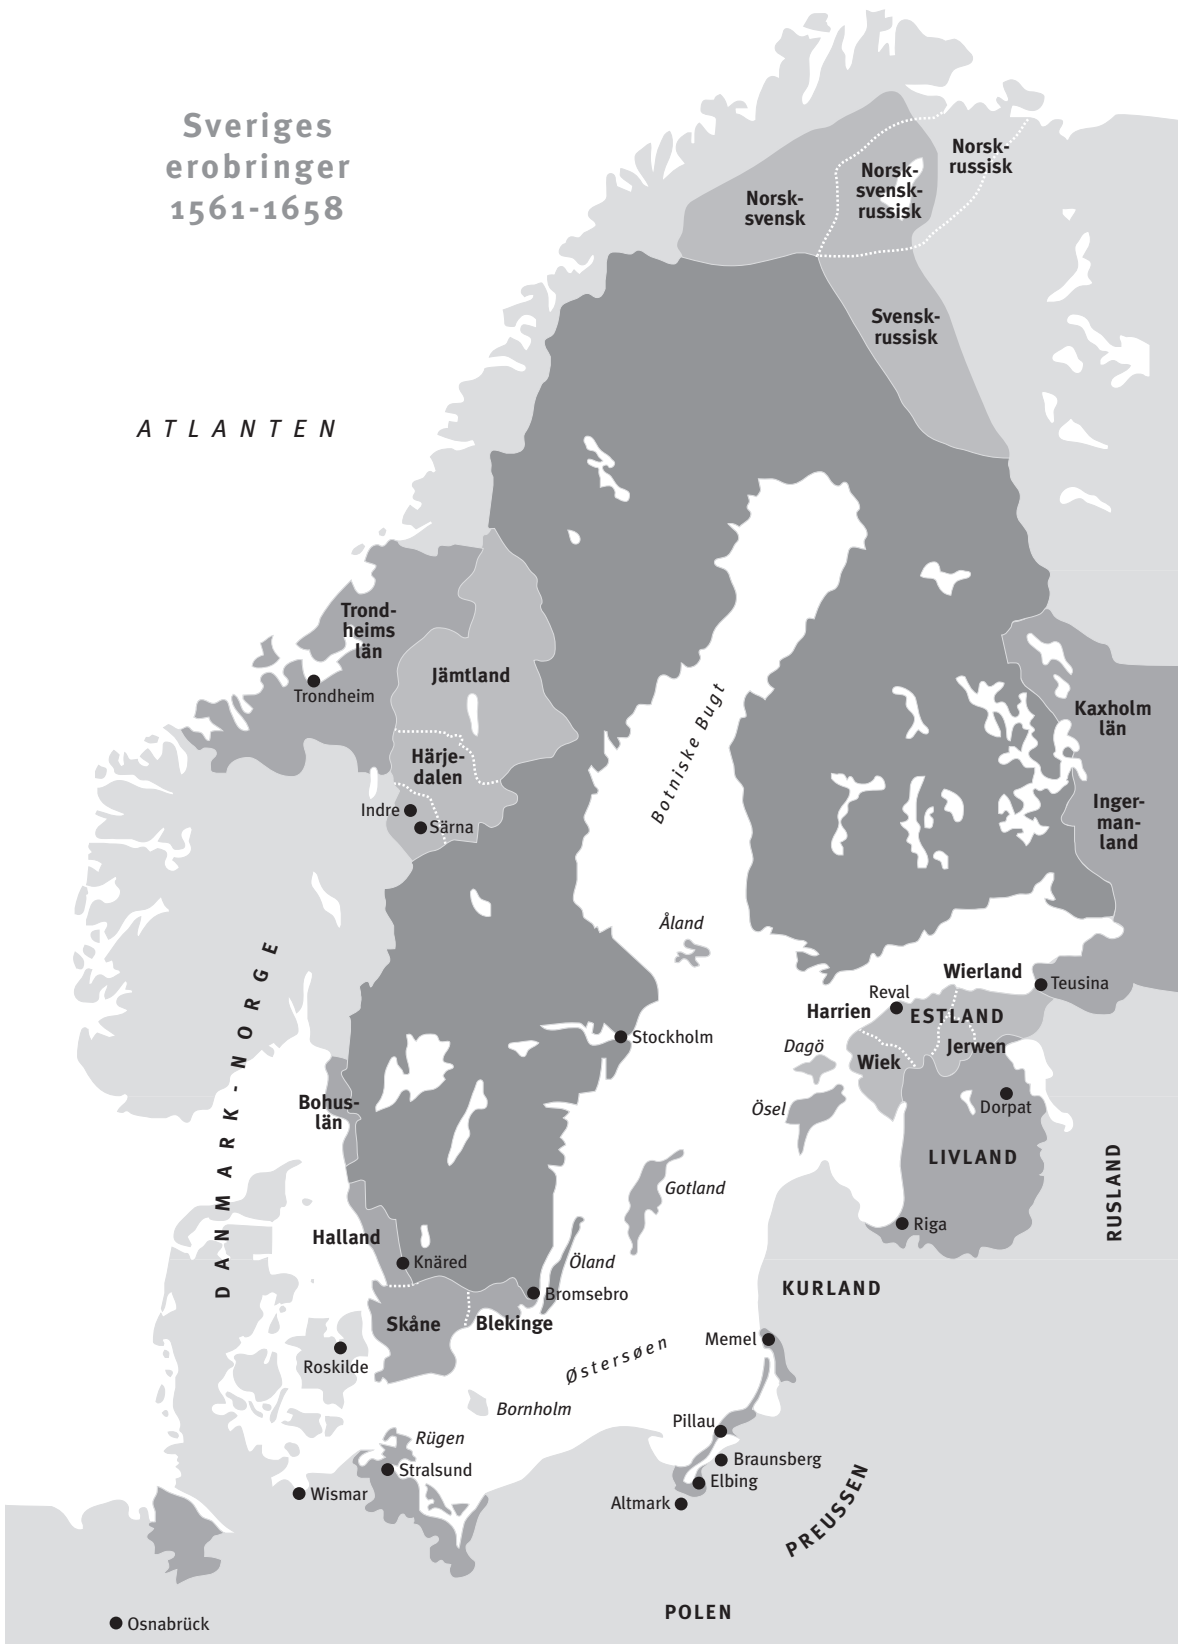 Sveriges
erobringer
1561-1658
Norsk-
russisk
Norsk-
svensk-
russisk
Norsk-
svensk
Svensk-
russisk
ATLANTEN
Trond-
heims
län
Trondheim
Jämtland
Härje-
dalen
Indre
Särna
Botniske Bugt
Kaxholm
län
Inger-
man-
land
Åland
DANMARK-NORGE
Wierland
Teusina
Reval
Harrien
ESTLAND
Stockholm
Dagö
Wiek
Jerwen
Bohus-
län
Ösel
Dorpat
LIVLAND
RUSLAND
Gotland
Riga
Halland
Knäred
Öland
Bromsebro
KURLAND
Skåne
Blekinge
Memel
Roskilde
Østersøen
Bornholm
Pillau
Rügen
Braunsberg
Stralsund
Elbing
Wismar
Altmark
PREUSSEN
POLEN
Osnabrück